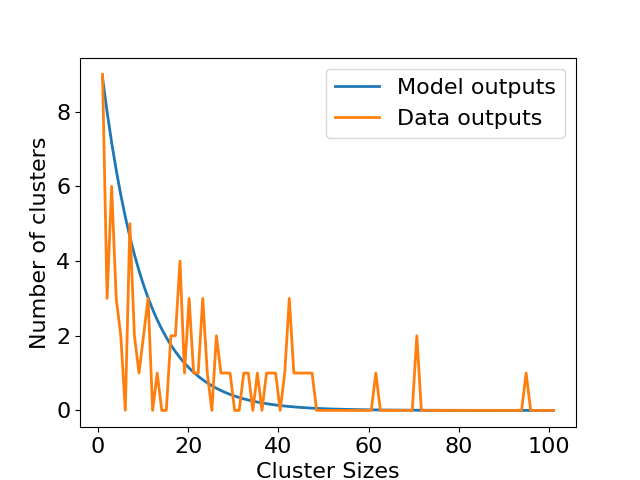 Model outputs
Data outputs
Number of clusters
8
6
4
2
0
0 20 40 60 80 100
Cluster Sizes